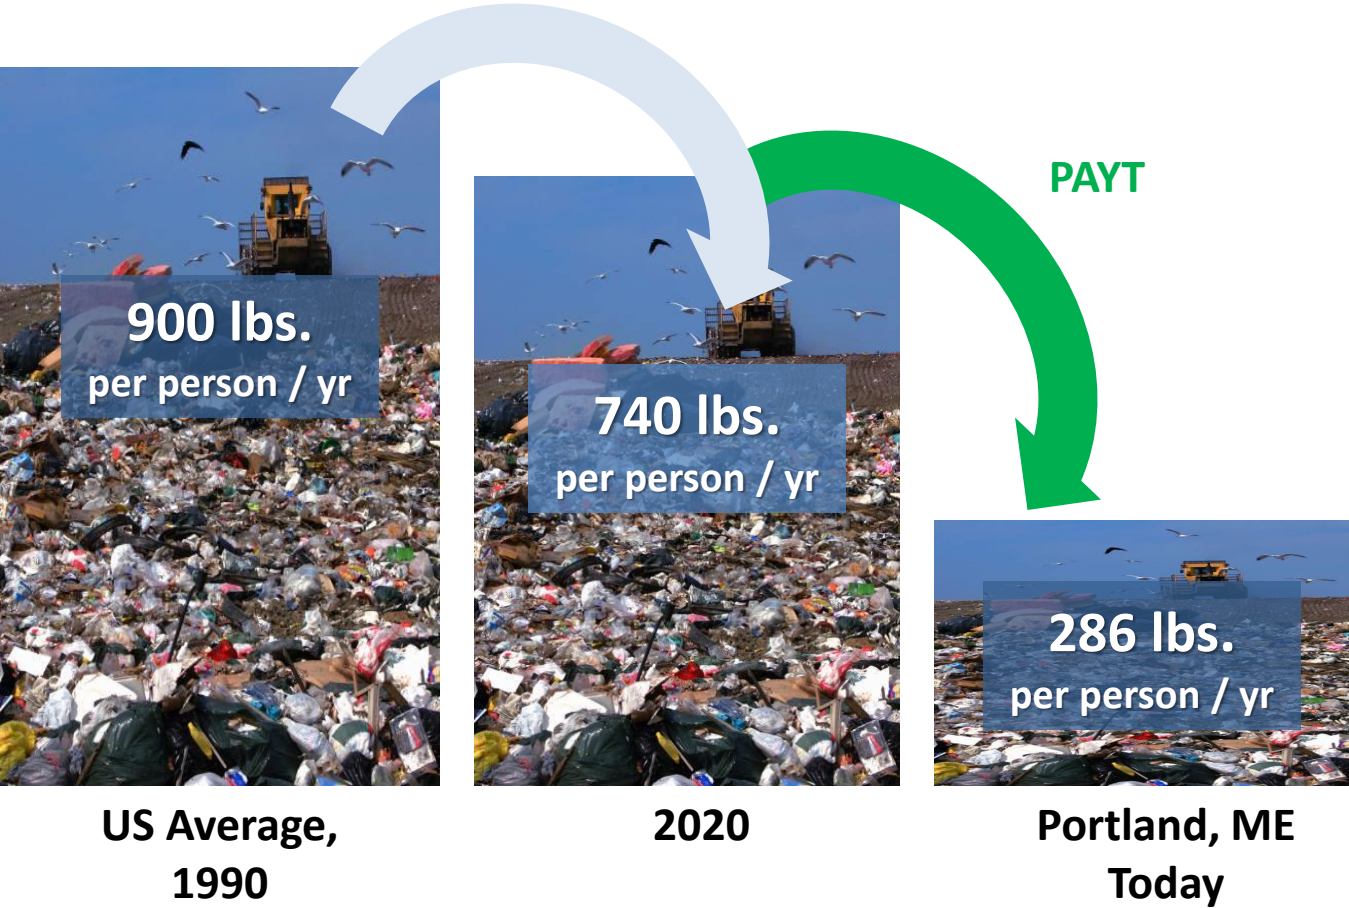 PAYT
900 lbs.
per person / yr
740 lbs.
per person / yr
286 lbs.
per person / yr
US Average,
1990
2020
Portland, ME
Today